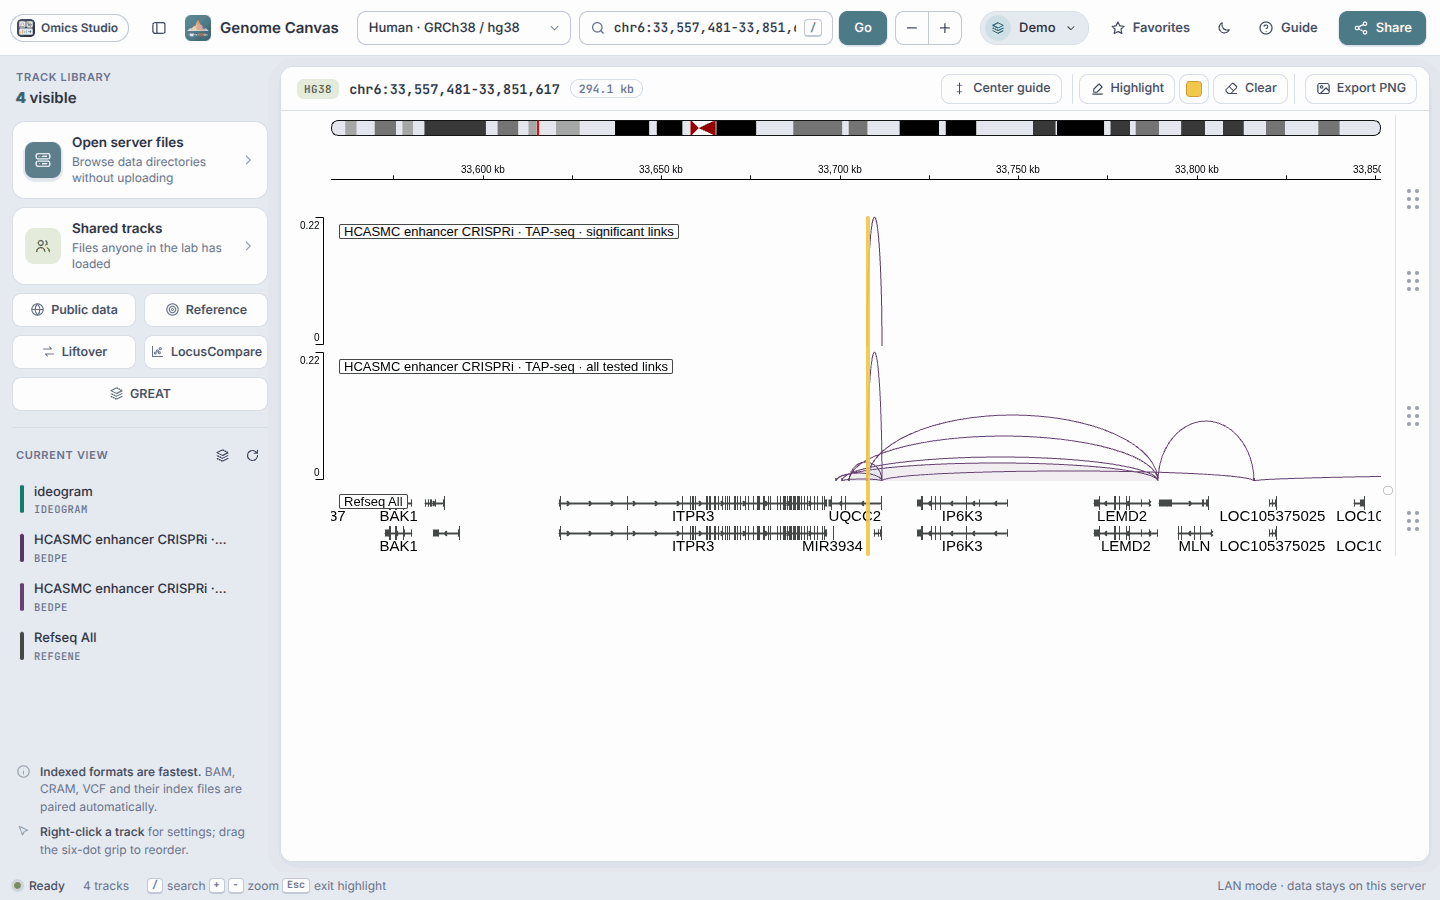 Omics Studio
Genome Canvas
Human · GRCh38 / hg38
chr6:33,557,481-33,851,6
/
Go
Demo
Favorites
Guide
Share
TRACK LIBRARY
4 visible
Open server files
Browse data directories
without uploading
Shared tracks
Files anyone in the lab has
loaded
Public data
Reference
Liftover
LocusCompare
GREAT
CURRENT VIEW
ideogram
IDEOGRAM
HCASMC enhancer CRISPRi ·...
BEDPE
HCASMC enhancer CRISPRi ·...
BEDPE
Refseq All
REFGENE
Indexed formats are fastest. BAM,
CRAM, VCF and their index files are
paired automatically.
Right-click a track for settings; drag
the six-dot grip to reorder.
HG38
chr6:33,557,481-33,851,617
294.1 kb
Center guide
Highlight
Clear
Export PNG
33,600 kb 33,650 kb 33,700 kb 33,750 kb 33,800 kb 33,850
0.22
HCASMC enhancer CRISPRi · TAP-seq · significant links
0
0.22
HCASMC enhancer CRISPRi · TAP-seq · all tested links
0
Refseq All
37 BAK1 ITPR3 UQCC2 IP6K3 LEMD2 LOC105375025 LOC10
BAK1 ITPR3 MIR3934 IP6K3 LEMD2 MLN LOC105375025 LOC10
Ready 4 tracks / search + - zoom Esc exit highlight
LAN mode · data stays on this server